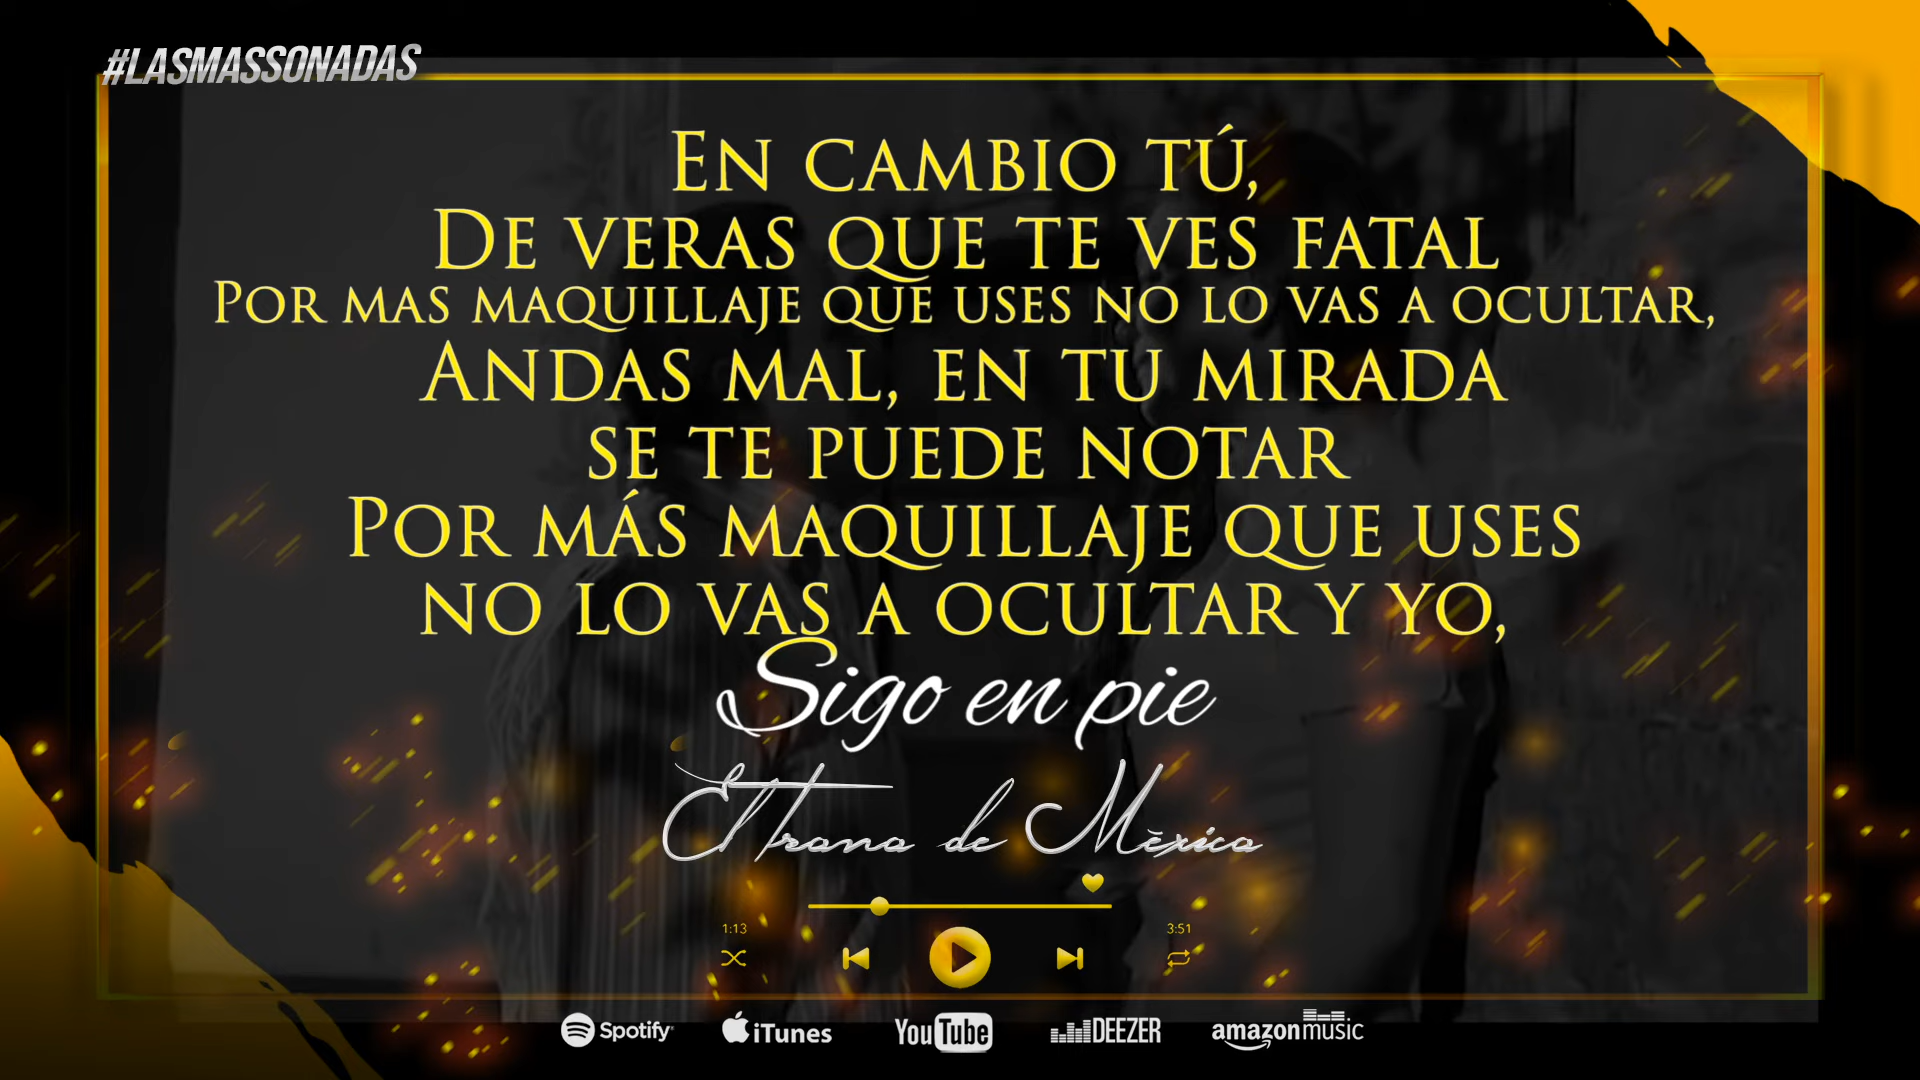 #LASMASSONADAS
EN CAMBIO TÚ,
DE VERAS QUE TE VES FATAL
POR MAS MAQUILLAJE QUE USES NO LO VAS A OCULTAR,
ANDAS MAL, EN TU MIRADA
SE TE PUEDE NOTAR
POR MÁS MAQUILLAJE QUE USES
NO LO VAS A OCULTAR Y YO,
Sigo en pie
El Trono de México
1:13 3:51
Spotify iTunes YouTube DEEZER amazon music